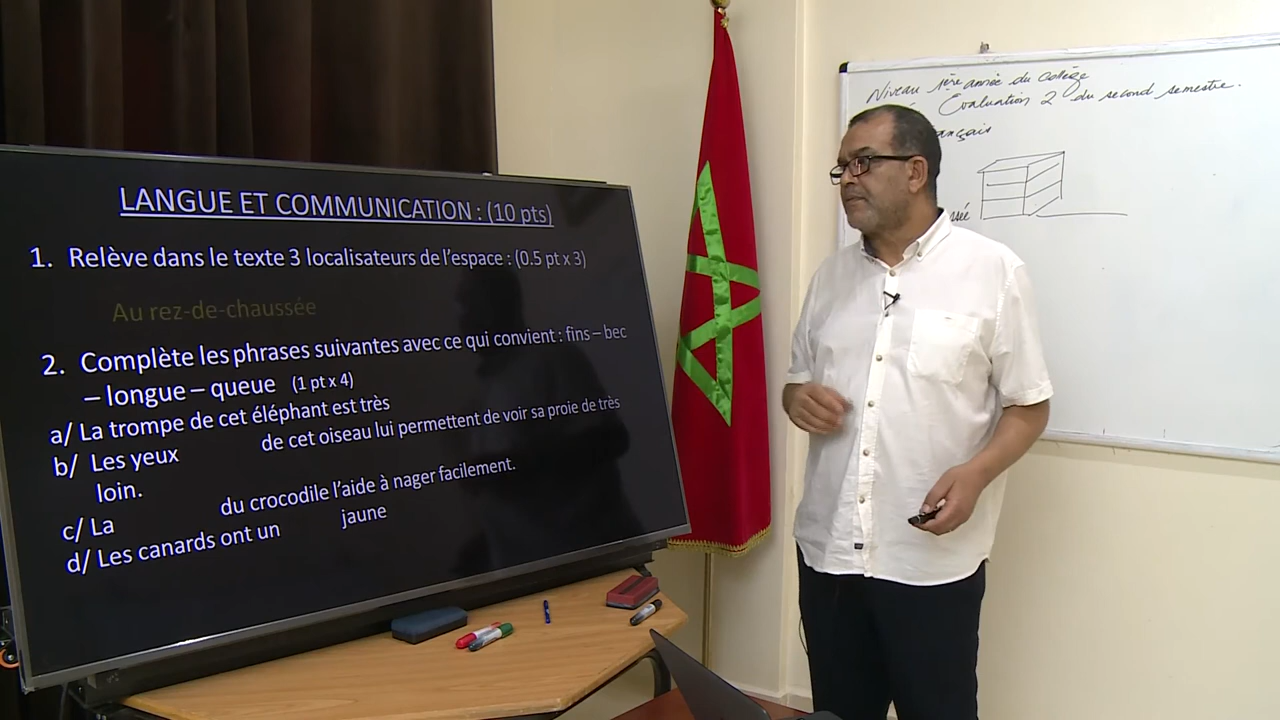 LANGUE ET COMMUNICATION : (10 pts)
1. Relève dans le texte 3 localisateurs de l'espace : (0.5 pt x 3)
Au rez-de-chaussée
2. Complète les phrases suivantes avec ce qui convient : fins – bec
– longue – queue (1 pt x 4)
a/ La trompe de cet éléphant est très
b/ Les yeux de cet oiseau lui permettent de voir sa proie de très
loin.
c/ La du crocodile l'aide à nager facilement.
d/ Les canards ont un jaune
Niveau 1ère année du collège
Evaluation 2 du second semestre.